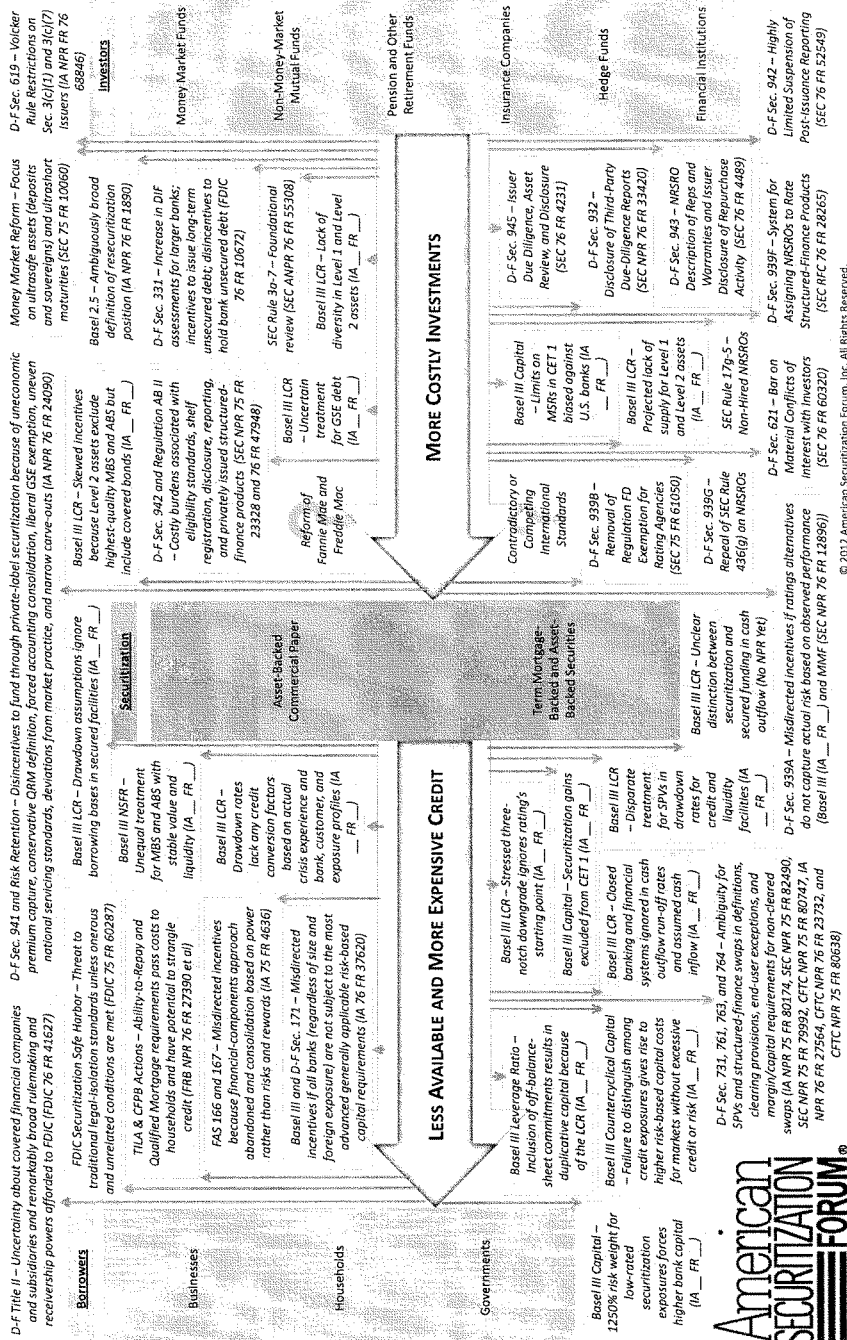 D-F Title II – Uncertainty about covered financial companies
and subsidiaries and remarkably broad rulemaking and
receivership powers afforded to FDIC (FDIC 76 FR 41627)
D-F Sec. 941 and Risk Retention – Disincentives to fund through private-label securitization because of uneconomic
premium capture, conservative QRM definition, forced accounting consolidation, liberal GSE exemption, uneven
national servicing standards, deviations from market practice, and narrow carve-outs (IA NPR 76 FR 24090)
Money Market Reform – Focus
on ultrasafe assets (deposits
and sovereigns) and ultrashort
maturities (SEC 75 FR 10060)
D-F Sec. 619 – Volcker
Rule Restrictions on
Sec. 3(c)(1) and 3(c)(7)
Issuers (IA NPR FR 76
68846)
Borrowers
Businesses
Households
Governments
FDIC Securitization Safe Harbor – Threat to
traditional legal-isolation standards unless onerous
and unrelated conditions are met (FDIC 75 FR 60287)
TILA & CFPB Actions – Ability-to-Repay and
Qualified Mortgage requirements pass costs to
households and have potential to strangle
credit (FRB NPR 76 FR 27390 et al)
FAS 166 and 167 – Misdirected incentives
because financial-components approach
abandoned and consolidation based on power
rather than risks and rewards (IA 75 FR 4636)
Basel III and D-F Sec. 171 – Misdirected
incentives if all banks (regardless of size and
foreign exposure) are not subject to the most
advanced generally applicable risk-based
capital requirements (IA 76 FR 37620)
Basel III LCR – Drawdown assumptions ignore
borrowing bases in secured facilities (IA __ FR __)
Basel III NSFR –
Unequal treatment
for MBS and ABS with
stable value and
liquidity (IA __ FR __)
Basel III LCR –
Drawdown rates
lack any credit
conversion factors
based on actual
crisis experience and
bank, customer, and
exposure profiles (IA
__ FR __)
LESS AVAILABLE AND MORE EXPENSIVE CREDIT
Basel III Leverage Ratio –
Inclusion of off-balance-
sheet commitments results in
duplicative capital because
of the LCR (IA __ FR __)
Basel III Countercyclical Capital
– Failure to distinguish among
credit exposures gives rise to
higher risk-based capital costs
for markets without excessive
credit or risk (IA __ FR __)
Basel III LCR – Stressed three-
notch downgrade ignores rating's
starting point (IA __ FR __)
Basel III Capital – Securitization gains
excluded from CET 1 (IA __ FR __)
Basel III LCR – Closed
banking and financial
systems ignored in cash
outflow run-off rates
and assumed cash
inflow (IA __ FR __)
Basel III LCR
– Disparate
treatment
for SPVs in
drawdown
rates for
credit and
liquidity
facilities (IA
__ FR __)
Securitization
Asset-Backed
Commercial Paper
Term Mortgage-
Backed and Asset-
Backed Securities
Basel III LCR – Unclear
distinction between
securitization and
secured funding in cash
outflow (No NPR Yet)
Basel III LCR – Skewed incentives
because Level 2 assets exclude
highest-quality MBS and ABS but
include covered bonds (IA __ FR __)
D-F Sec. 942 and Regulation AB II
– Costly burdens associated with
eligibility standards, shelf
registration, disclosure, reporting,
and privately issued structured-
finance products (SEC NPR 75 FR
23328 and 76 FR 47948)
Reform of
Fannie Mae and
Freddie Mac
Basel III LCR
– Uncertain
treatment
for GSE debt
(IA __ FR __)
Basel 2.5 – Ambiguously broad
definition of resecuritization
position (IA NPR 76 FR 1890)
D-F Sec. 331 – Increase in DIF
assessments for larger banks;
incentives to issue long-term
unsecured debt; disincentives to
hold bank unsecured debt (FDIC
76 FR 10672)
SEC Rule 3a-7 – Foundational
review (SEC ANPR 76 FR 55308)
Basel III LCR – Lack of
diversity in Level 1 and Level
2 assets (IA __ FR __)
MORE COSTLY INVESTMENTS
Contradictory or
Competing
International
Standards
D-F Sec. 939B –
Removal of
Regulation FD
Exemption for
Rating Agencies
(SEC 75 FR 61050)
D-F Sec. 939G –
Repeal of SEC Rule
436(g) on NRSROs
Basel III Capital
– Limits on
MSRs in CET 1
biased against
U.S. banks (IA
__ FR __)
Basel III LCR –
Projected lack of
supply for Level 1
and Level 2 assets
(IA __ FR __)
SEC Rule 17g-5 –
Non-Hired NRSROs
D-F Sec. 945 – Issuer
Due Diligence, Asset
Review, and Disclosure
(SEC 76 FR 4231)
D-F Sec. 932 –
Disclosure of Third-Party
Due-Diligence Reports
(SEC NPR 76 FR 33420)
D-F Sec. 943 – NRSRO
Description of Reps and
Warranties and Issuer
Disclosure of Repurchase
Activity (SEC 76 FR 4489)
Investors
Money Market Funds
Non-Money-Market
Mutual Funds
Pension and Other
Retirement Funds
Insurance Companies
Hedge Funds
Financial Institutions
Basel III Capital –
1250% risk weight for
low-rated
securitization
exposures forces
higher bank capital
(IA __ FR __)
D-F Sec. 731, 761, 763, and 764 – Ambiguity for
SPVs and structured-finance swaps in definitions,
clearing provisions, end-user exceptions, and
margin/capital requirements for non-cleared
swaps (IA NPR 75 FR 80174, SEC NPR 75 FR 82490,
SEC NPR 75 FR 79992, CFTC NPR 75 FR 80747, IA
NPR 76 FR 27564, CFTC NPR 76 FR 23732, and
CFTC NPR 75 FR 80638)
D-F Sec. 939A – Misdirected incentives if ratings alternatives
do not capture actual risk based on observed performance
(Basel III (IA __ FR __) and MMF (SEC NPR 76 FR 12896))
D-F Sec. 621 – Bar on
Material Conflicts of
Interest with Investors
(SEC 76 FR 60320)
D-F Sec. 939F – System for
Assigning NRSROs to Rate
Structured-Finance Products
(SEC RFC 76 FR 28265)
D-F Sec. 942 – Highly
Limited Suspension of
Post-Issuance Reporting
(SEC 76 FR 52549)
American
SECURITIZATION
FORUM®
© 2012 American Securitization Forum, Inc. All Rights Reserved.